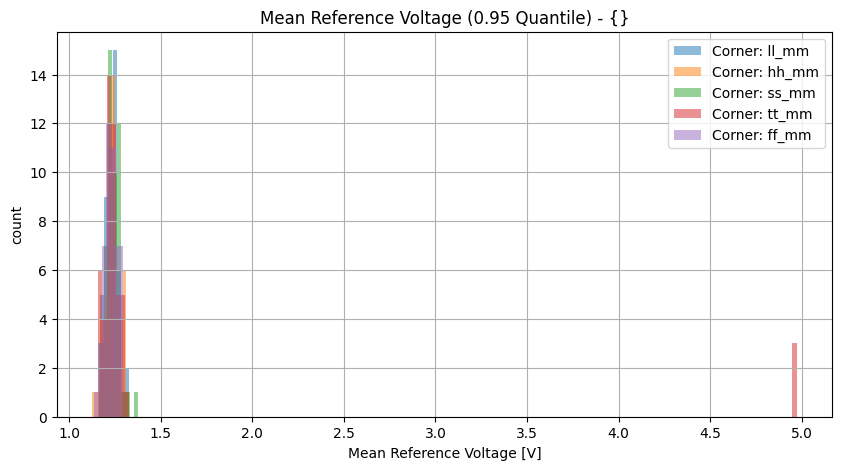 Mean Reference Voltage (0.95 Quantile) - {}
Corner: ll_mm
Corner: hh_mm
Corner: ss_mm
Corner: tt_mm
Corner: ff_mm
count
14
12
10
8
6
4
2
0
1.0 1.5 2.0 2.5 3.0 3.5 4.0 4.5 5.0
Mean Reference Voltage [V]